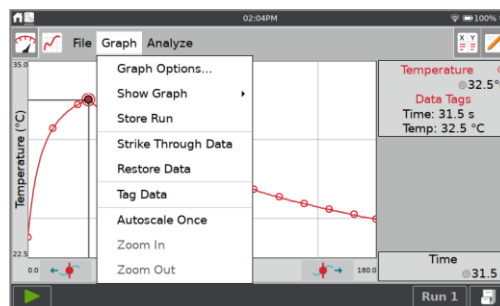 02:04PM
100%
File Graph Analyze
X Y
Graph Options...
Show Graph
Store Run
Strike Through Data
Restore Data
Tag Data
Autoscale Once
Zoom In
Zoom Out
35.0
Temperature (°C)
22.5
0.0
180.0
Temperature
32.5°
Data Tags
Time: 31.5 s
Temp: 32.5 °C
Time
31.5
Run 1